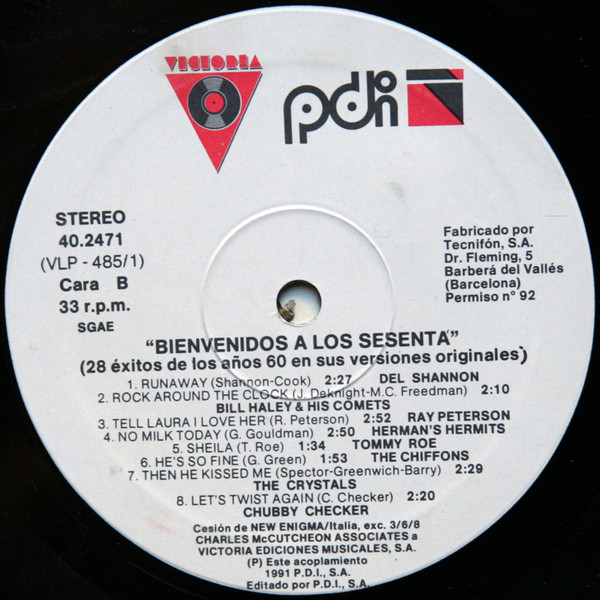 VICTORIA
pdi
STEREO
40.2471
(VLP - 485/1)
Cara B
33 r.p.m.
SGAE
Fabricado por
Tecnifón, S.A.
Dr. Fleming, 5
Barberá del Vallés
(Barcelona)
Permiso n° 92
"BIENVENIDOS A LOS SESENTA"
(28 éxitos de los años 60 en sus versiones originales)
1. RUNAWAY (Shannon-Cook) 2:27 DEL SHANNON
2. ROCK AROUND THE CLOCK (J. Deknight-M.C. Freedman) 2:10
BILL HALEY & HIS COMETS
3. TELL LAURA I LOVE HER (R. Peterson) 2:52 RAY PETERSON
4. NO MILK TODAY (G. Gouldman) 2:50 HERMAN'S HERMITS
5. SHEILA (T. Roe) 1:34 TOMMY ROE
6. HE'S SO FINE (G. Green) 1:53 THE CHIFFONS
7. THEN HE KISSED ME (Spector-Greenwich-Barry) 2:29
THE CRYSTALS
8. LET'S TWIST AGAIN (C. Checker) 2:20
CHUBBY CHECKER
Cesión de NEW ENIGMA/Italia, exc. 3/6/8
CHARLES McCUTCHEON ASSOCIATES a
VICTORIA EDICIONES MUSICALES, S.A.
(P) Este acoplamiento
1991 P.D.I., S.A.
Editado por P.D.I., S.A.